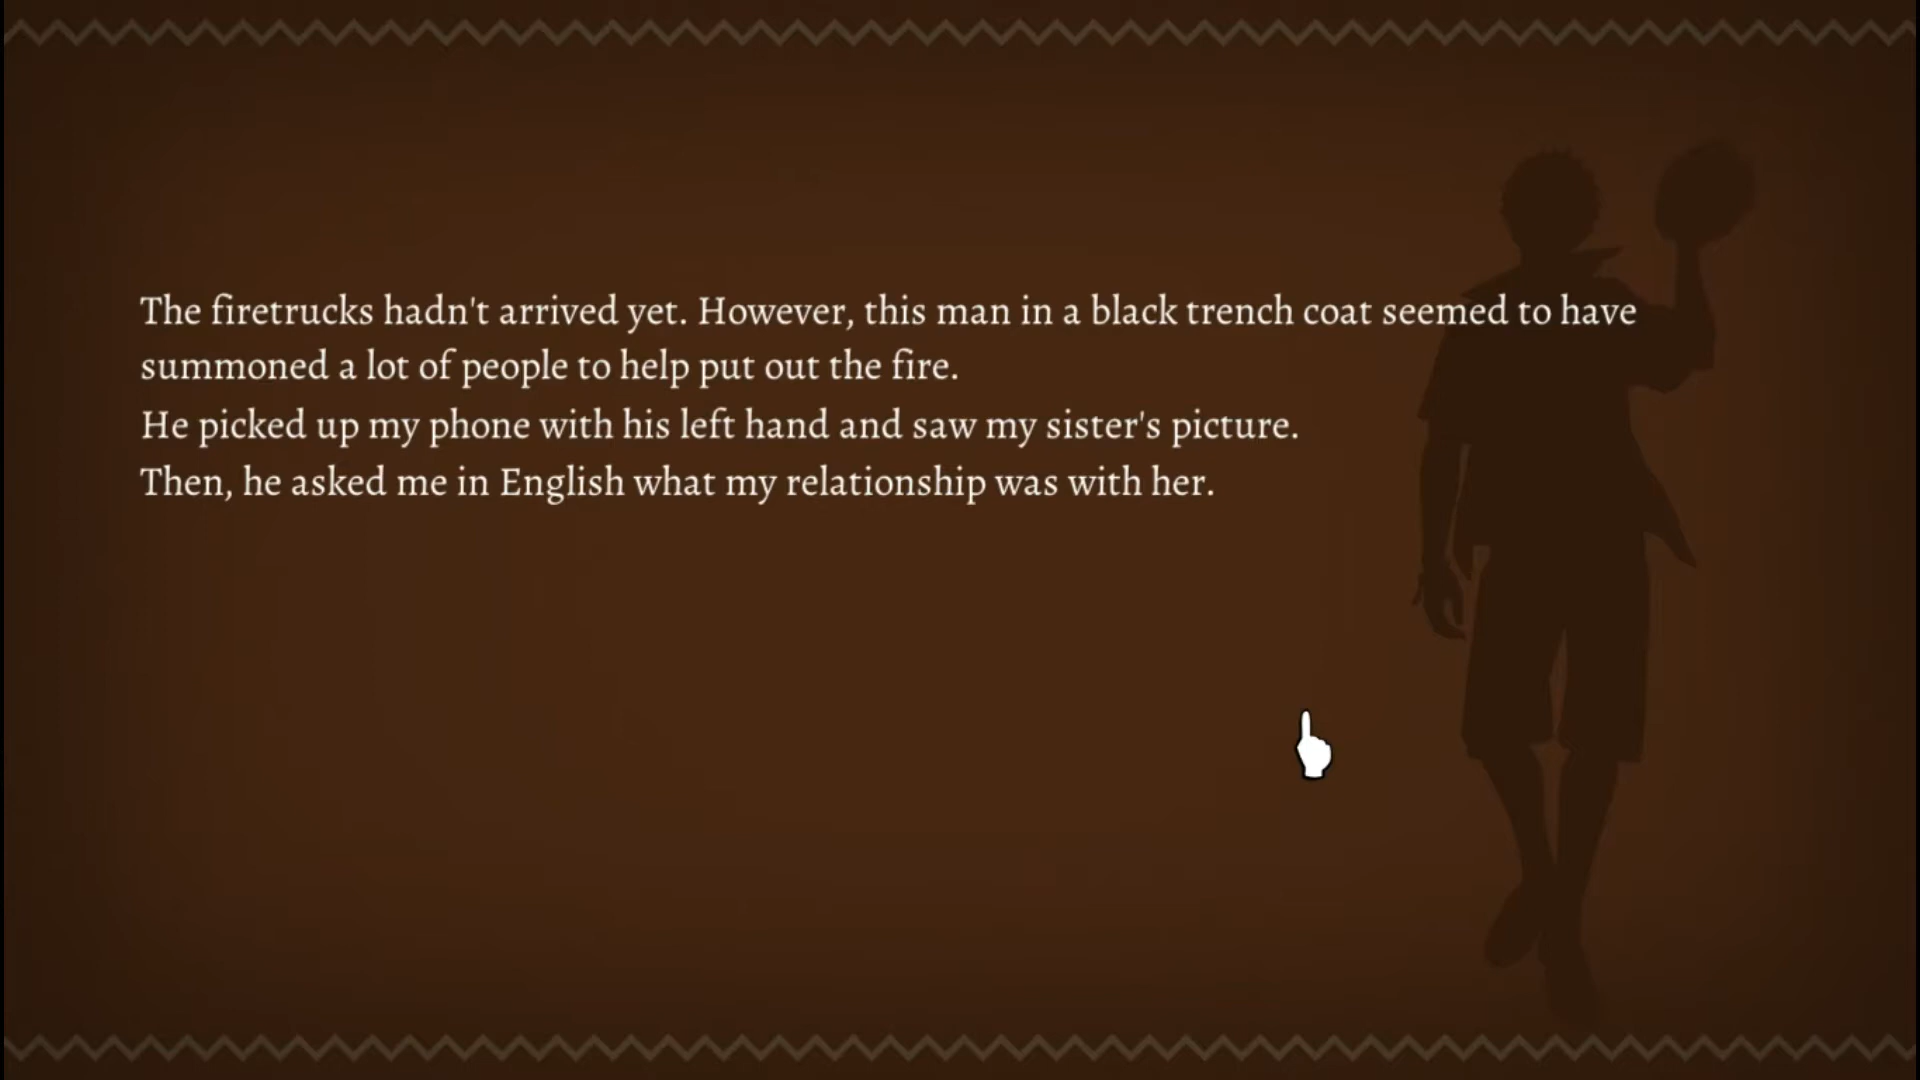 The firetrucks hadn't arrived yet. However, this man in a black trench coat seemed to have
summoned a lot of people to help put out the fire.
He picked up my phone with his left hand and saw my sister's picture.
Then, he asked me in English what my relationship was with her.